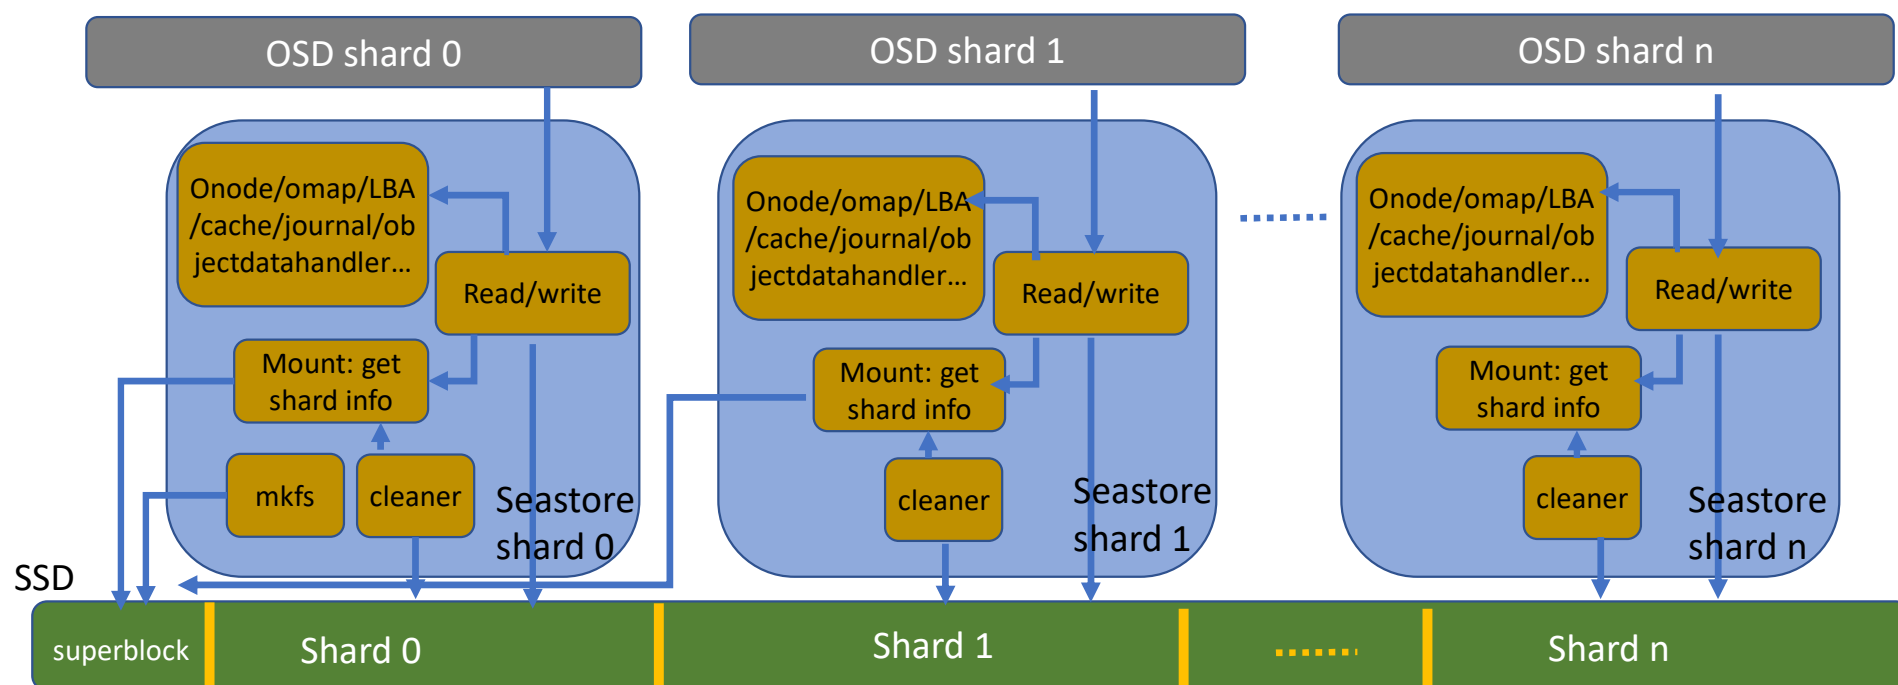 OSD shard 0
OSD shard 1
OSD shard n
Onode/omap/LBA
/cache/journal/ob
jectdatahandler...
Read/write
Mount: get
shard info
mkfs
cleaner
Seastore
shard 0
Onode/omap/LBA
/cache/journal/ob
jectdatahandler...
Read/write
Mount: get
shard info
cleaner
Seastore
shard 1
Onode/omap/LBA
/cache/journal/ob
jectdatahandler...
Read/write
Mount: get
shard info
cleaner
Seastore
shard n
SSD
superblock
Shard 0
Shard 1
Shard n